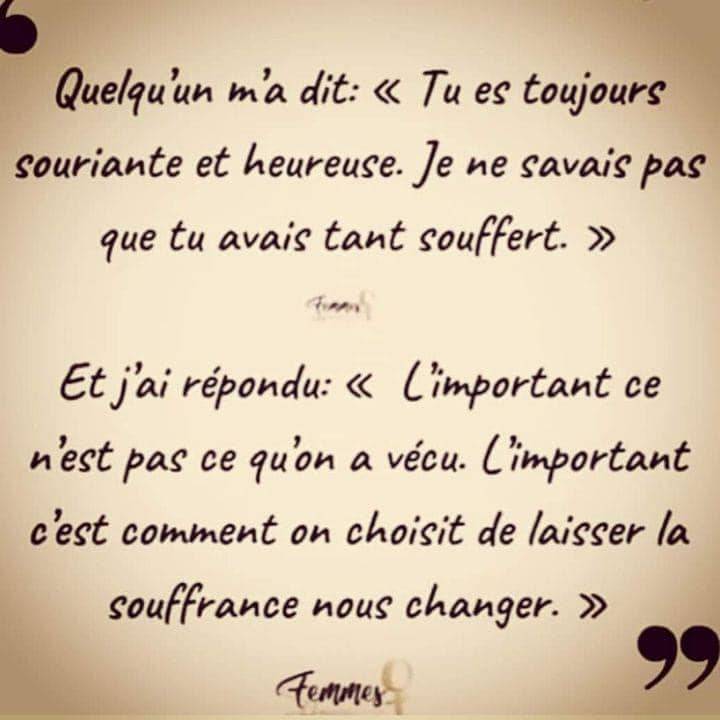 Quelqu'un m'a dit: « Tu es toujours
souriante et heureuse. Je ne savais pas
que tu avais tant souffert. »
Femmes
Et j'ai répondu: « L'important ce
n'est pas ce qu'on a vécu. L'important
c'est comment on choisit de laisser la
souffrance nous changer. »
”
Femmes